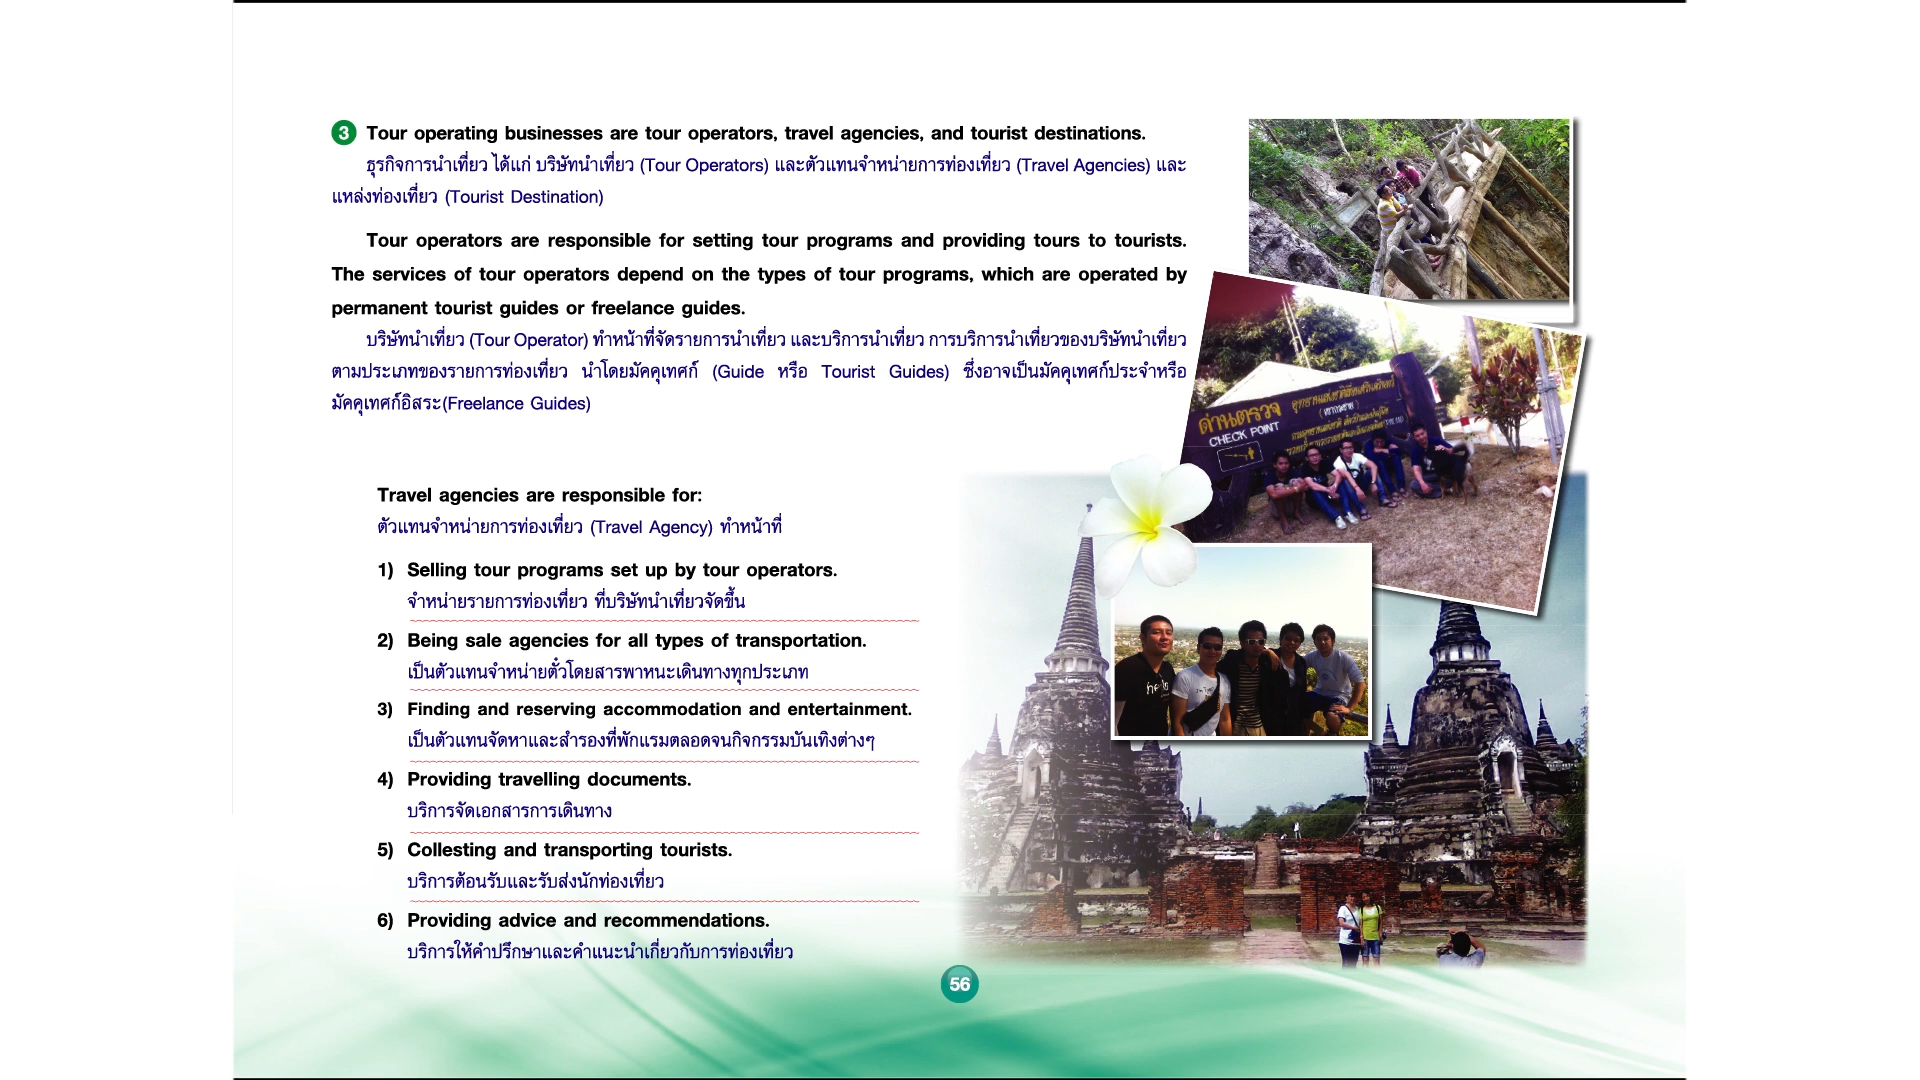 3 Tour operating businesses are tour operators, travel agencies, and tourist destinations.
ธุรกิจการนำเที่ยว ได้แก่ บริษัทนำเที่ยว (Tour Operators) และตัวแทนจำหน่ายการท่องเที่ยว (Travel Agencies) และ
แหล่งท่องเที่ยว (Tourist Destination)
Tour operators are responsible for setting tour programs and providing tours to tourists.
The services of tour operators depend on the types of tour programs, which are operated by
permanent tourist guides or freelance guides.
บริษัทนำเที่ยว (Tour Operator) ทำหน้าที่จัดรายการนำเที่ยว และบริการนำเที่ยว การบริการนำเที่ยวของบริษัทนำเที่ยว
ตามประเภทของรายการท่องเที่ยว นำโดยมัคคุเทศก์ (Guide หรือ Tourist Guides) ซึ่งอาจเป็นมัคคุเทศก์ประจำหรือ
มัคคุเทศก์อิสระ(Freelance Guides)
ด่านตรวจ
CHECK POINT
Travel agencies are responsible for:
ตัวแทนจำหน่ายการท่องเที่ยว (Travel Agency) ทำหน้าที่
1) Selling tour programs set up by tour operators.
จำหน่ายรายการท่องเที่ยว ที่บริษัทนำเที่ยวจัดขึ้น
2) Being sale agencies for all types of transportation.
เป็นตัวแทนจำหน่ายตั๋วโดยสารพาหนะเดินทางทุกประเภท
3) Finding and reserving accommodation and entertainment.
เป็นตัวแทนจัดหาและสำรองที่พักแรมตลอดจนกิจกรรมบันเทิงต่างๆ
4) Providing travelling documents.
บริการจัดเอกสารการเดินทาง
5) Collesting and transporting tourists.
บริการต้อนรับและรับส่งนักท่องเที่ยว
6) Providing advice and recommendations.
บริการให้คำปรึกษาและคำแนะนำเกี่ยวกับการท่องเที่ยว
56